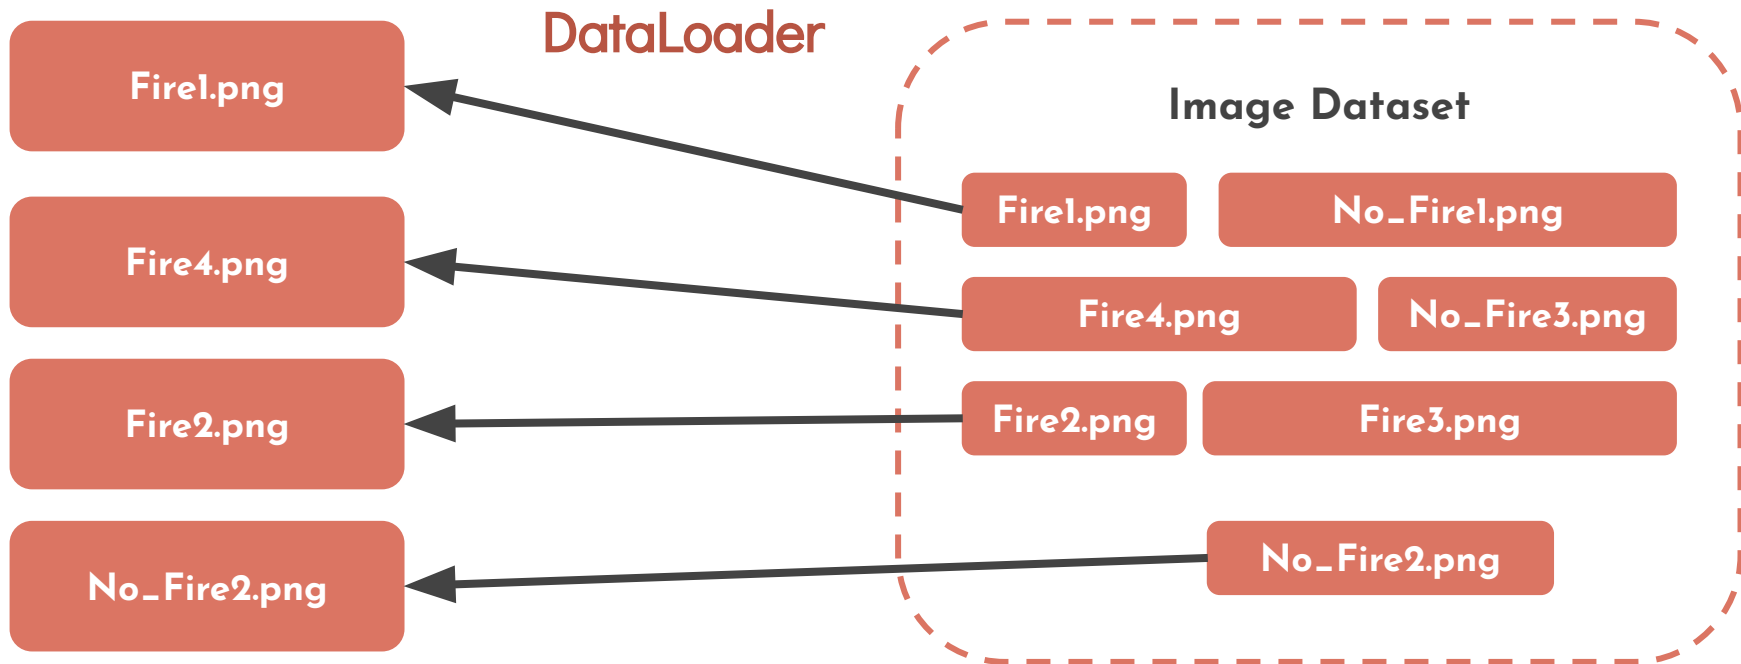 DataLoader
Fire1.png
Fire4.png
Fire2.png
No_Fire2.png
Image Dataset
Fire1.png
No_Fire1.png
Fire4.png
No_Fire3.png
Fire2.png
Fire3.png
No_Fire2.png